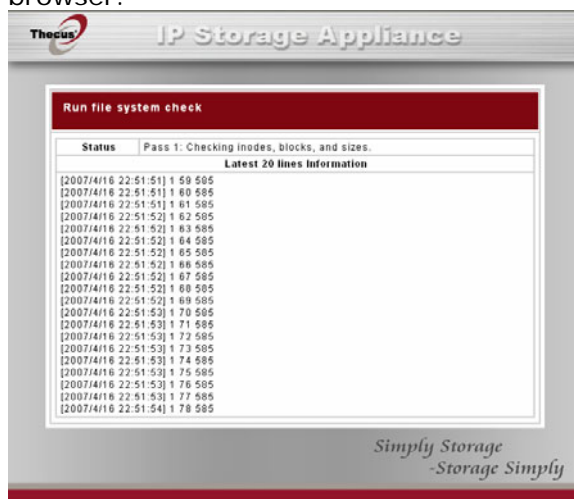 browser.
Thecus
IP Storage Appliance
Run file system check
Status Pass 1: Checking inodes, blocks, and sizes.
Latest 20 lines Information
[2007/4/16 22:51:51] 1 59 585
[2007/4/16 22:51:51] 1 60 585
[2007/4/16 22:51:51] 1 61 585
[2007/4/16 22:51:52] 1 62 585
[2007/4/16 22:51:52] 1 63 585
[2007/4/16 22:51:52] 1 64 585
[2007/4/16 22:51:52] 1 65 585
[2007/4/16 22:51:52] 1 66 585
[2007/4/16 22:51:52] 1 67 585
[2007/4/16 22:51:52] 1 68 585
[2007/4/16 22:51:52] 1 69 585
[2007/4/16 22:51:53] 1 70 585
[2007/4/16 22:51:53] 1 71 585
[2007/4/16 22:51:53] 1 72 585
[2007/4/16 22:51:53] 1 73 585
[2007/4/16 22:51:53] 1 74 585
[2007/4/16 22:51:53] 1 75 585
[2007/4/16 22:51:53] 1 76 585
[2007/4/16 22:51:53] 1 77 585
[2007/4/16 22:51:54] 1 78 585
Simply Storage
-Storage Simply